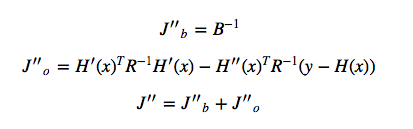 J''_b = B^{-1}
J''_o = H'(x)^T R^{-1} H'(x) − H''(x)^T R^{-1}(y − H(x))
J'' = J''_b + J''_o